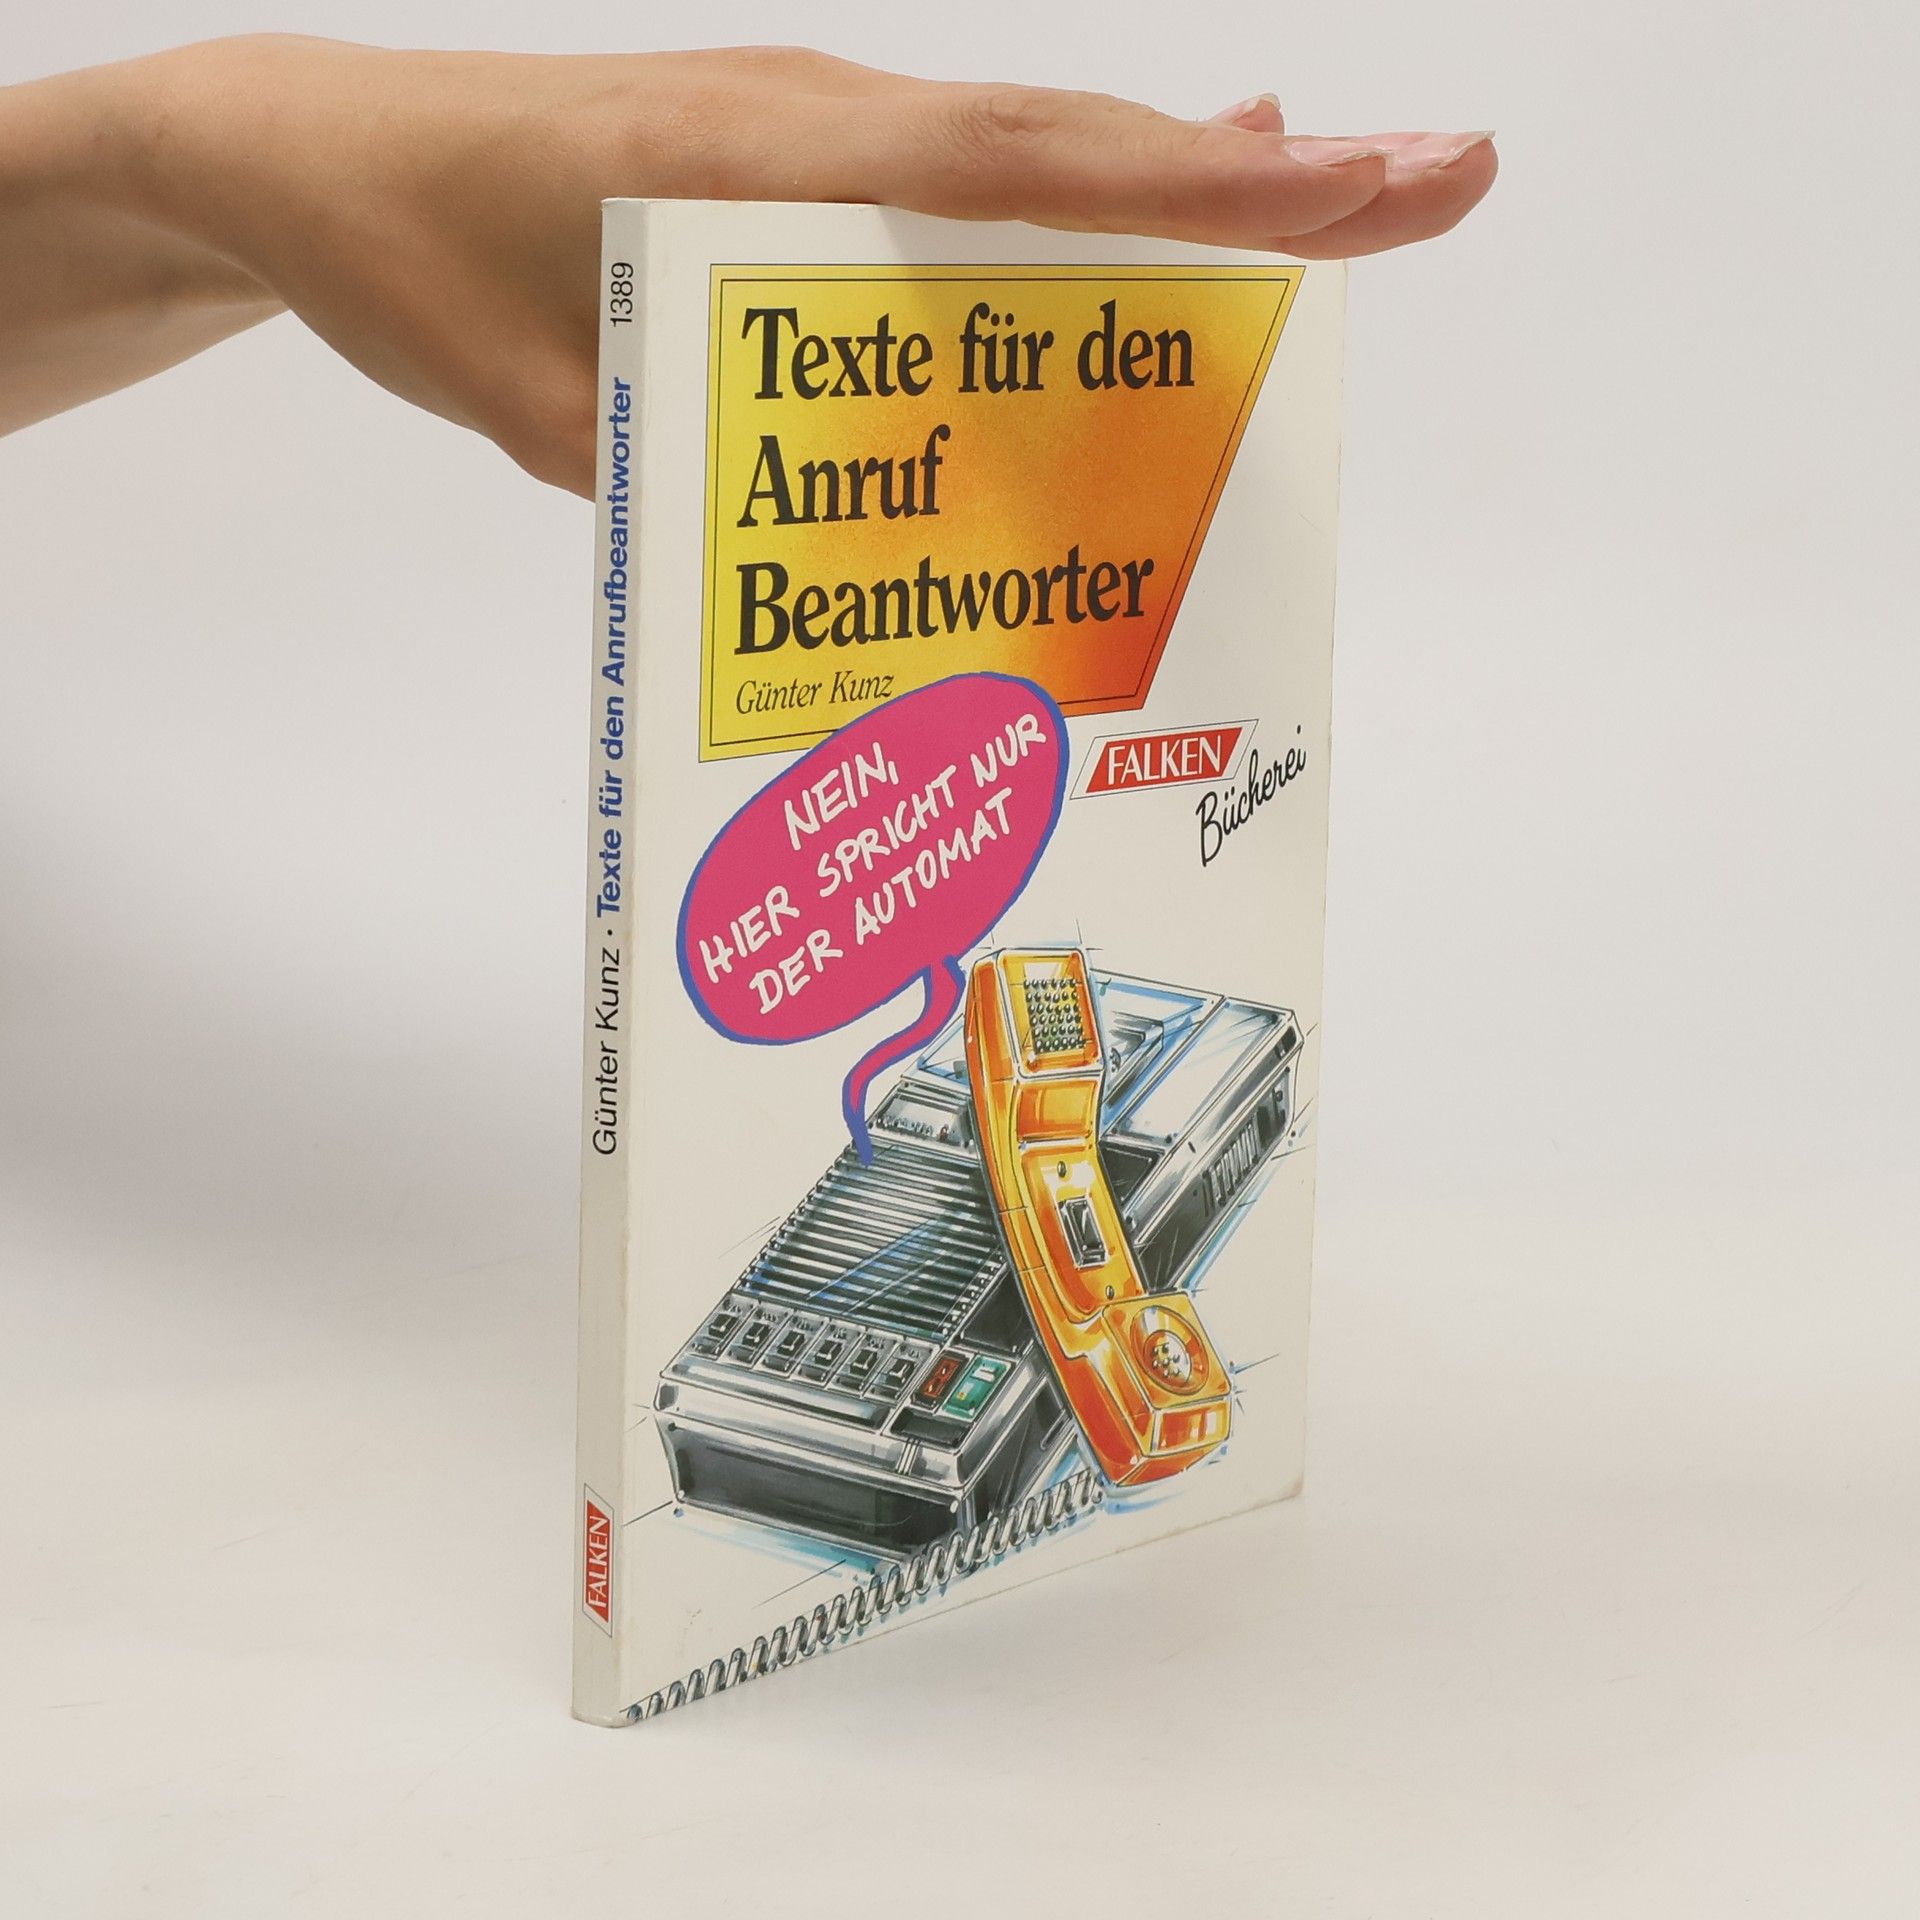 Texte für den
Anruf
Beantworter
Günter Kunz
FALKEN
Bücherei
NEIN,
HIER SPRICHT NUR
DER AUTOMAT
Günter Kunz · Texte für den Anrufbeantworter 1389
FALKEN